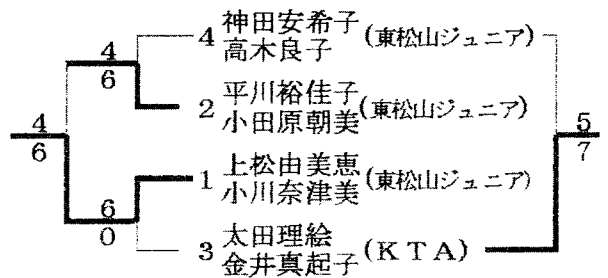 4 神田安希子 (東松山ジュニア)
高木良子
4
6
2 平川裕佳子 (東松山ジュニア)
小田原朝美
4
6
5
7
1 上松由美恵 (東松山ジュニア)
小川奈津美
6
0
3 太田理絵 (KTA)
金井真起子